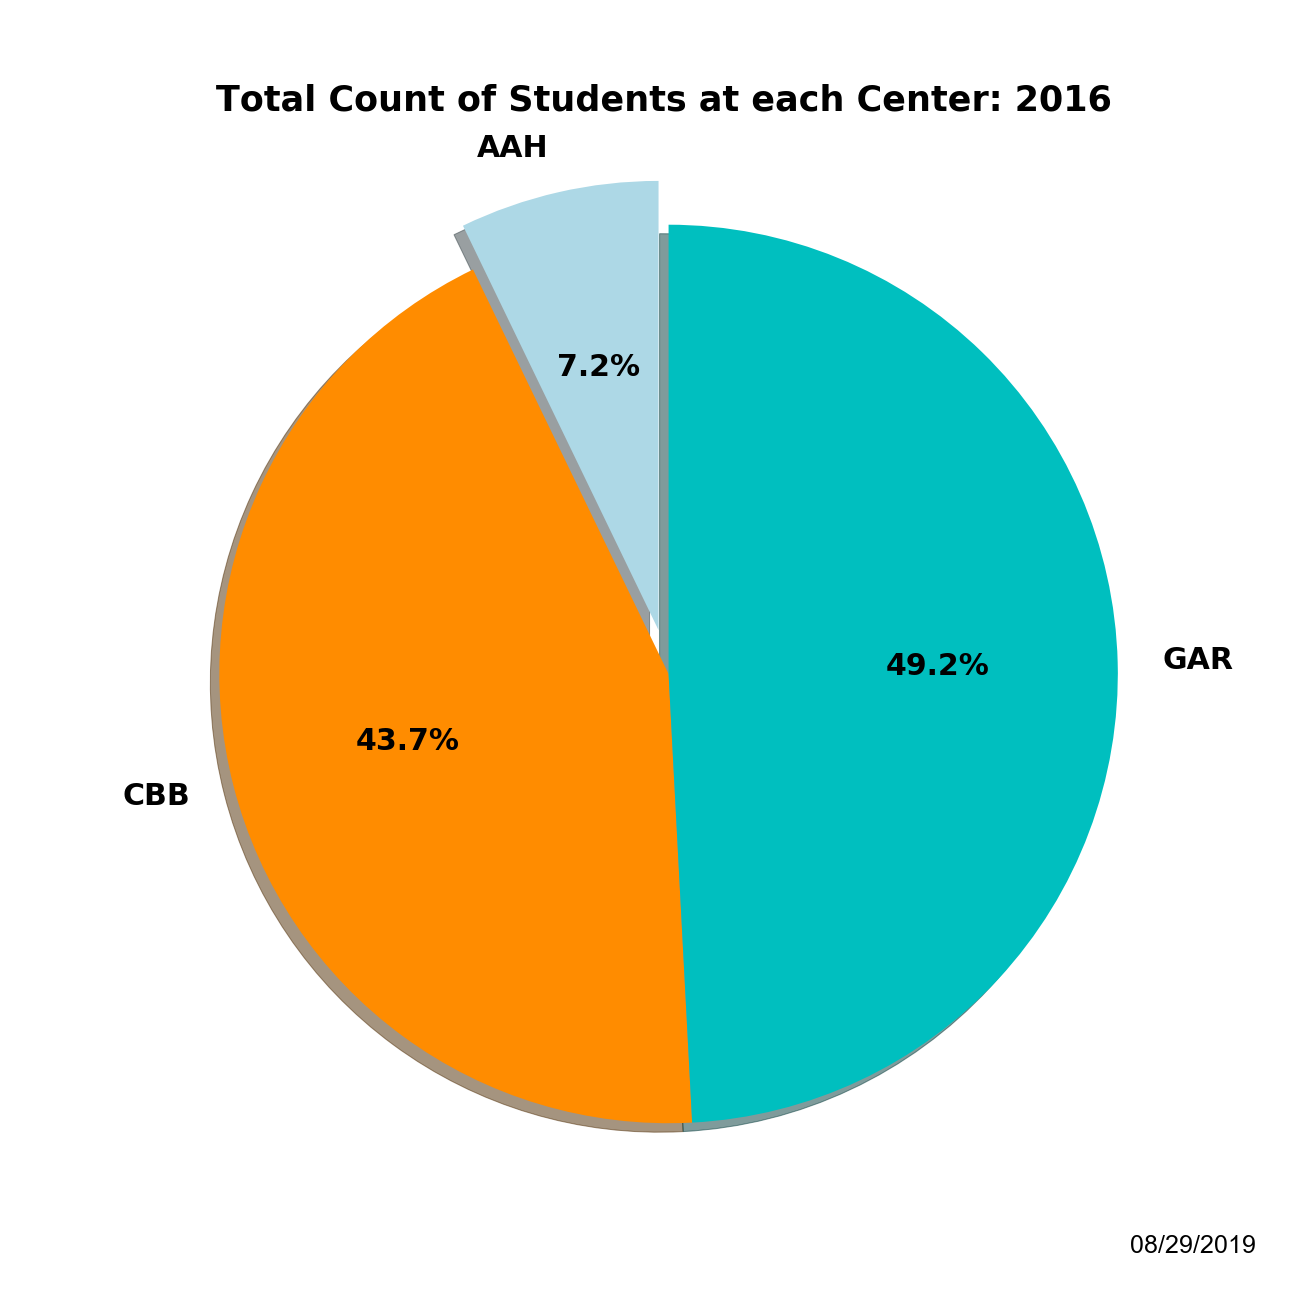 Total Count of Students at each Center: 2016
AAH
7.2%
49.2%
GAR
43.7%
CBB
08/29/2019